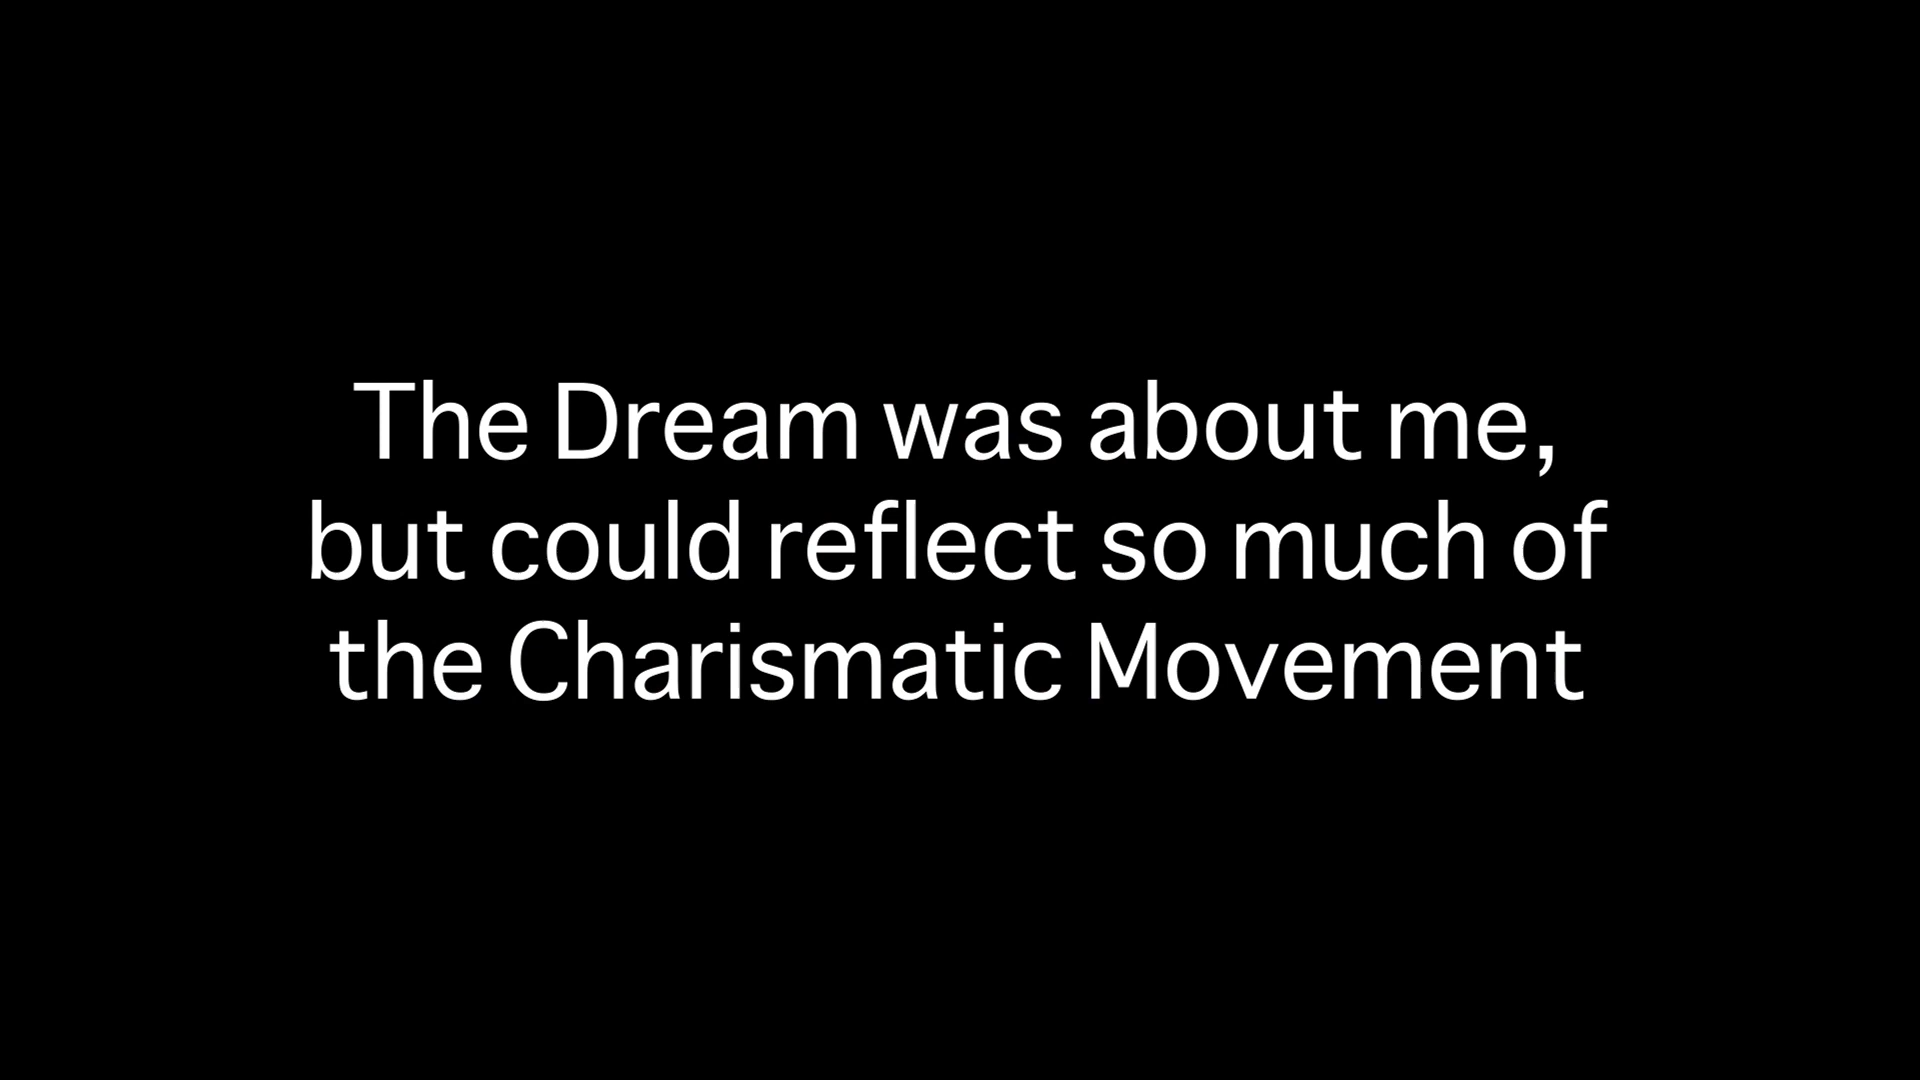 The Dream was about me,
but could reflect so much of
the Charismatic Movement